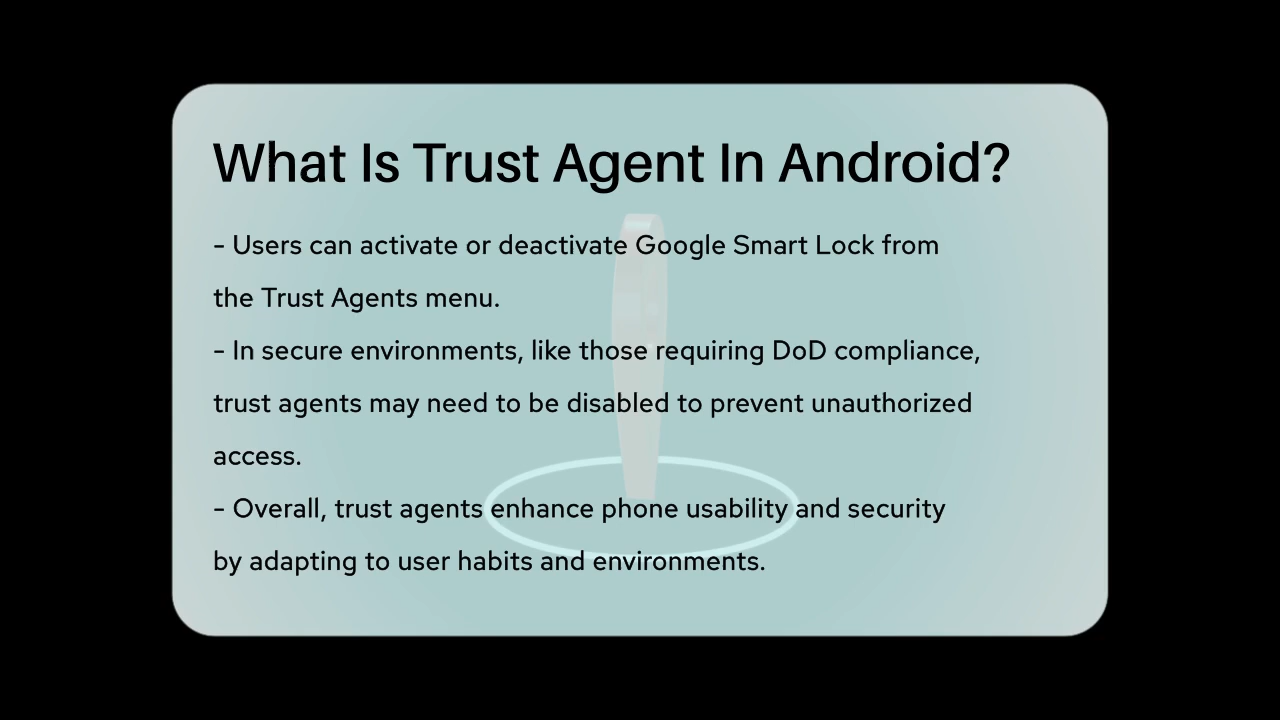 What Is Trust Agent In Android?
– Users can activate or deactivate Google Smart Lock from
the Trust Agents menu.
– In secure environments, like those requiring DoD compliance,
trust agents may need to be disabled to prevent unauthorized
access.
– Overall, trust agents enhance phone usability and security
by adapting to user habits and environments.